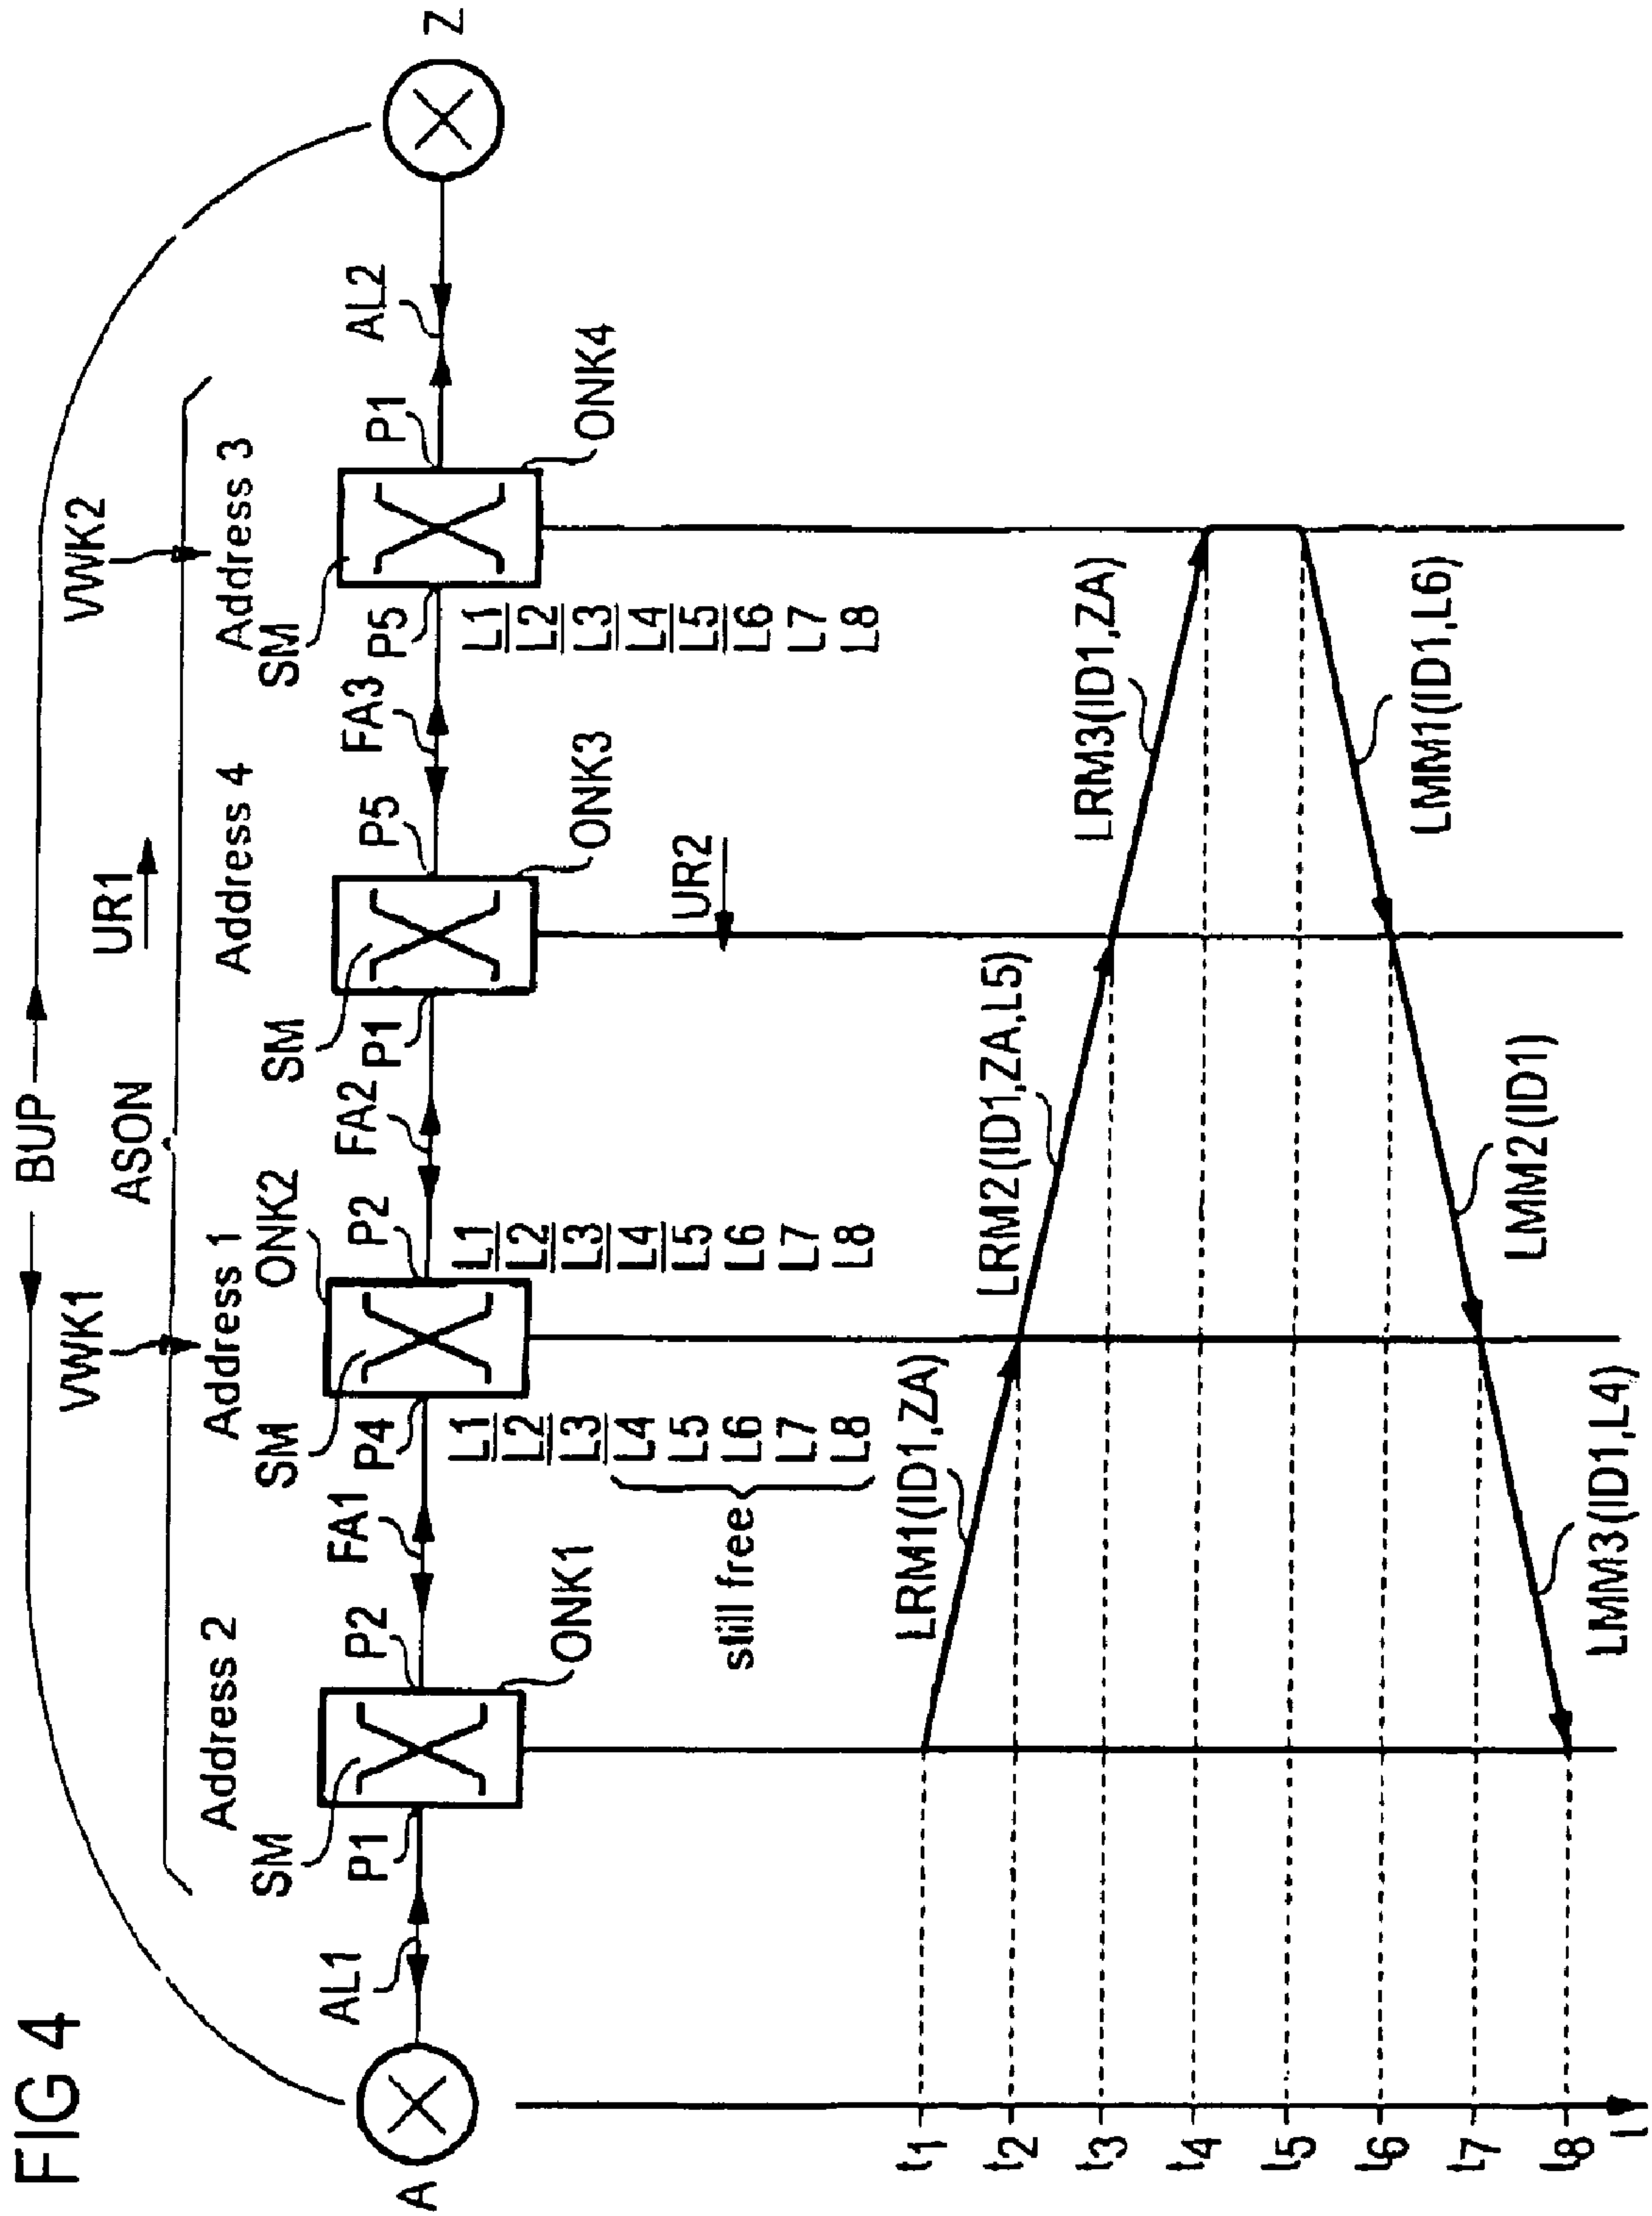 FIG 4
BUP
UR1
ASON
VWK1
VWK2
Address 2
Address 1
Address 4
Address 3
ONK2
SM
SM
SM
SM
A
AL1
P1
P2
FA1
P4
P2
FA2
P1
P5
FA3
P5
P1
AL2
Z
ONK1
ONK3
ONK4
L1
L2
L3
L4
L5
L6
L7
L8
still free
L1
L2
L3
L4
L5
L6
L7
L8
L1
L2
L3
L4
L5
L6
L7
L8
UR2
t1
t2
t3
t4
t5
t6
t7
t8
t
LRM1(ID1,ZA)
LRM2(ID1,ZA,L5)
LRM3(ID1,ZA)
LMM1(ID1,L6)
LMM2(ID1)
LMM3(ID1,L4)